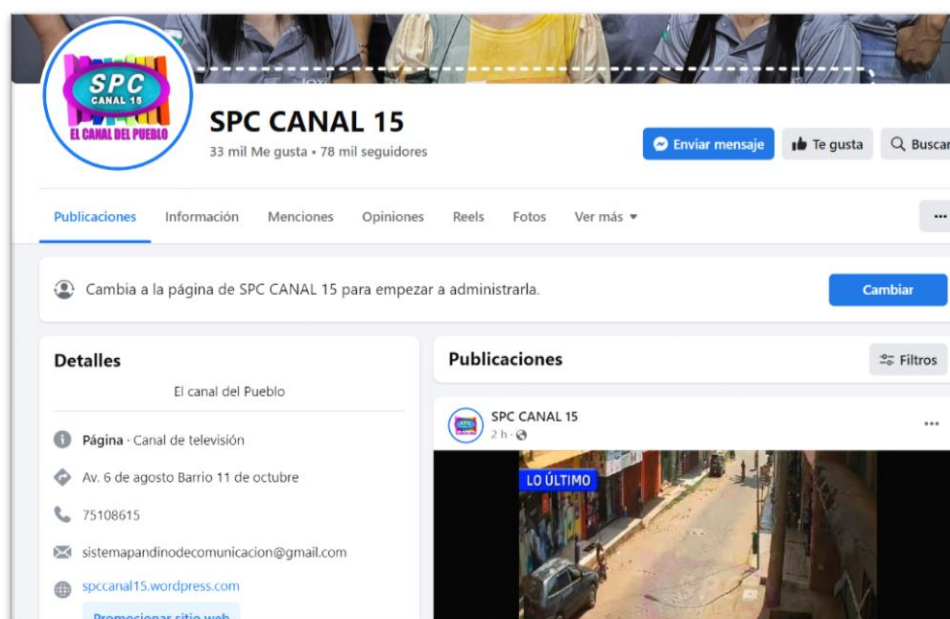 SPC
CANAL 15
EL CANAL DEL PUEBLO
SPC CANAL 15
33 mil Me gusta • 78 mil seguidores
Enviar mensaje
Te gusta
Buscar
Publicaciones
Información
Menciones
Opiniones
Reels
Fotos
Ver más
Cambia a la página de SPC CANAL 15 para empezar a administrarla.
Cambiar
Detalles
El canal del Pueblo
Página · Canal de televisión
Av. 6 de agosto Barrio 11 de octubre
75108615
sistemapandinodecomunicacion@gmail.com
spccanal15.wordpress.com
Promocionar sitio web
Publicaciones
Filtros
SPC CANAL 15
2 h ·
LO ÚLTIMO